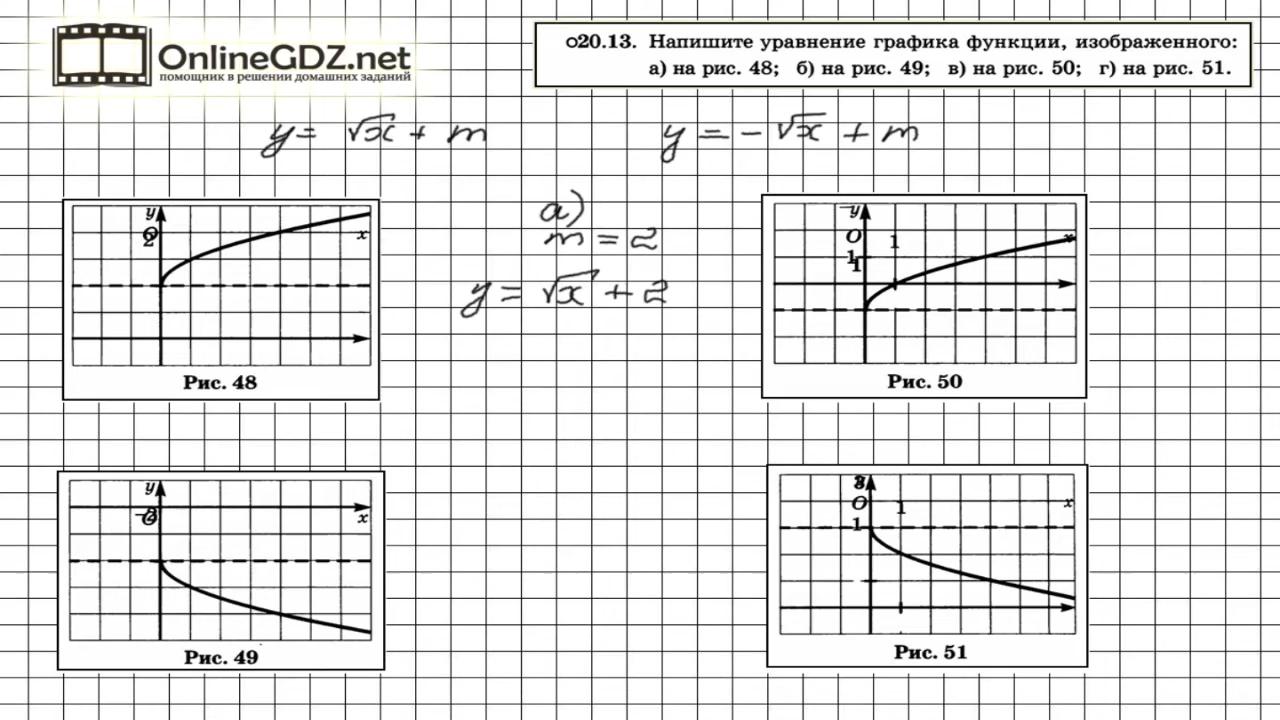 OnlineGDZ.net
помощник в решении домашних заданий
○20.13. Напишите уравнение графика функции, изображенного:
а) на рис. 48; б) на рис. 49; в) на рис. 50; г) на рис. 51.
y = √x + m
y = -√x + m
y
x
Рис. 48
а)
m = 2
y = √x + 2
y
O
1
x
1
1
Рис. 50
y
x
Рис. 49
O
1
x
1
Рис. 51